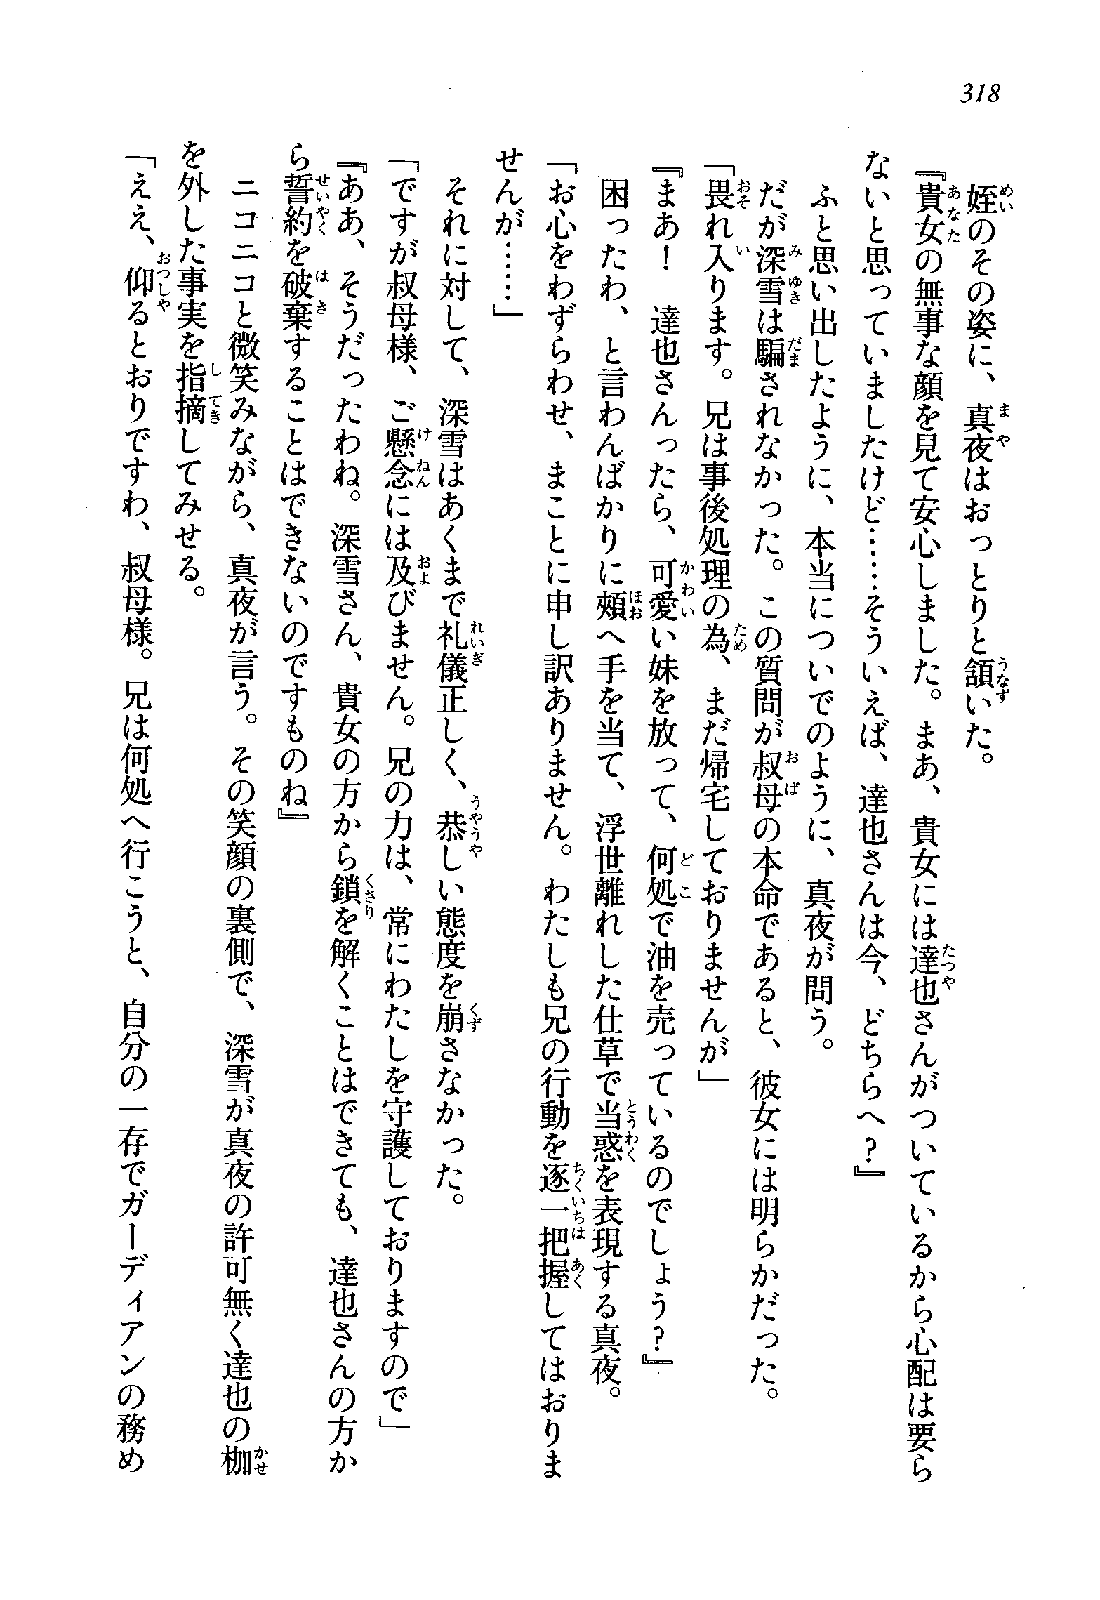 318
姪のその姿に、真夜はおっとりと頷いた。
『貴女の無事な顔を見て安心しました。まあ、貴女には達也さんがついているから心配は要ら
ないと思っていましたけど……そういえば、達也さんは今、どちらへ？』
ふと思い出したように、本当についでのように、真夜が問う。
だが深雪は騙されなかった。この質問が叔母の本命であると、彼女には明らかだった。
「畏れ入ります。兄は事後処理の為、まだ帰宅しておりませんが」
『まあ！　達也さんったら、可愛い妹を放って、何処で油を売っているのでしょう？』
困ったわ、と言わんばかりに頰へ手を当て、浮世離れした仕草で当惑を表現する真夜。
「お心をわずらわせ、まことに申し訳ありません。わたしも兄の行動を逐一把握してはおりま
せんが……」
それに対して、深雪はあくまで礼儀正しく、恭しい態度を崩さなかった。
「ですが叔母様、ご懸念には及びません。兄の力は、常にわたしを守護しておりますので」
『ああ、そうだったわね。深雪さん、貴女の方から鎖を解くことはできても、達也さんの方か
ら誓約を破棄することはできないのですものね』
ニコニコと微笑みながら、真夜が言う。その笑顔の裏側で、深雪が真夜の許可無く達也の枷
を外した事実を指摘してみせる。
「ええ、仰るとおりですわ、叔母様。兄は何処へ行こうと、自分の一存でガーディアンの務め